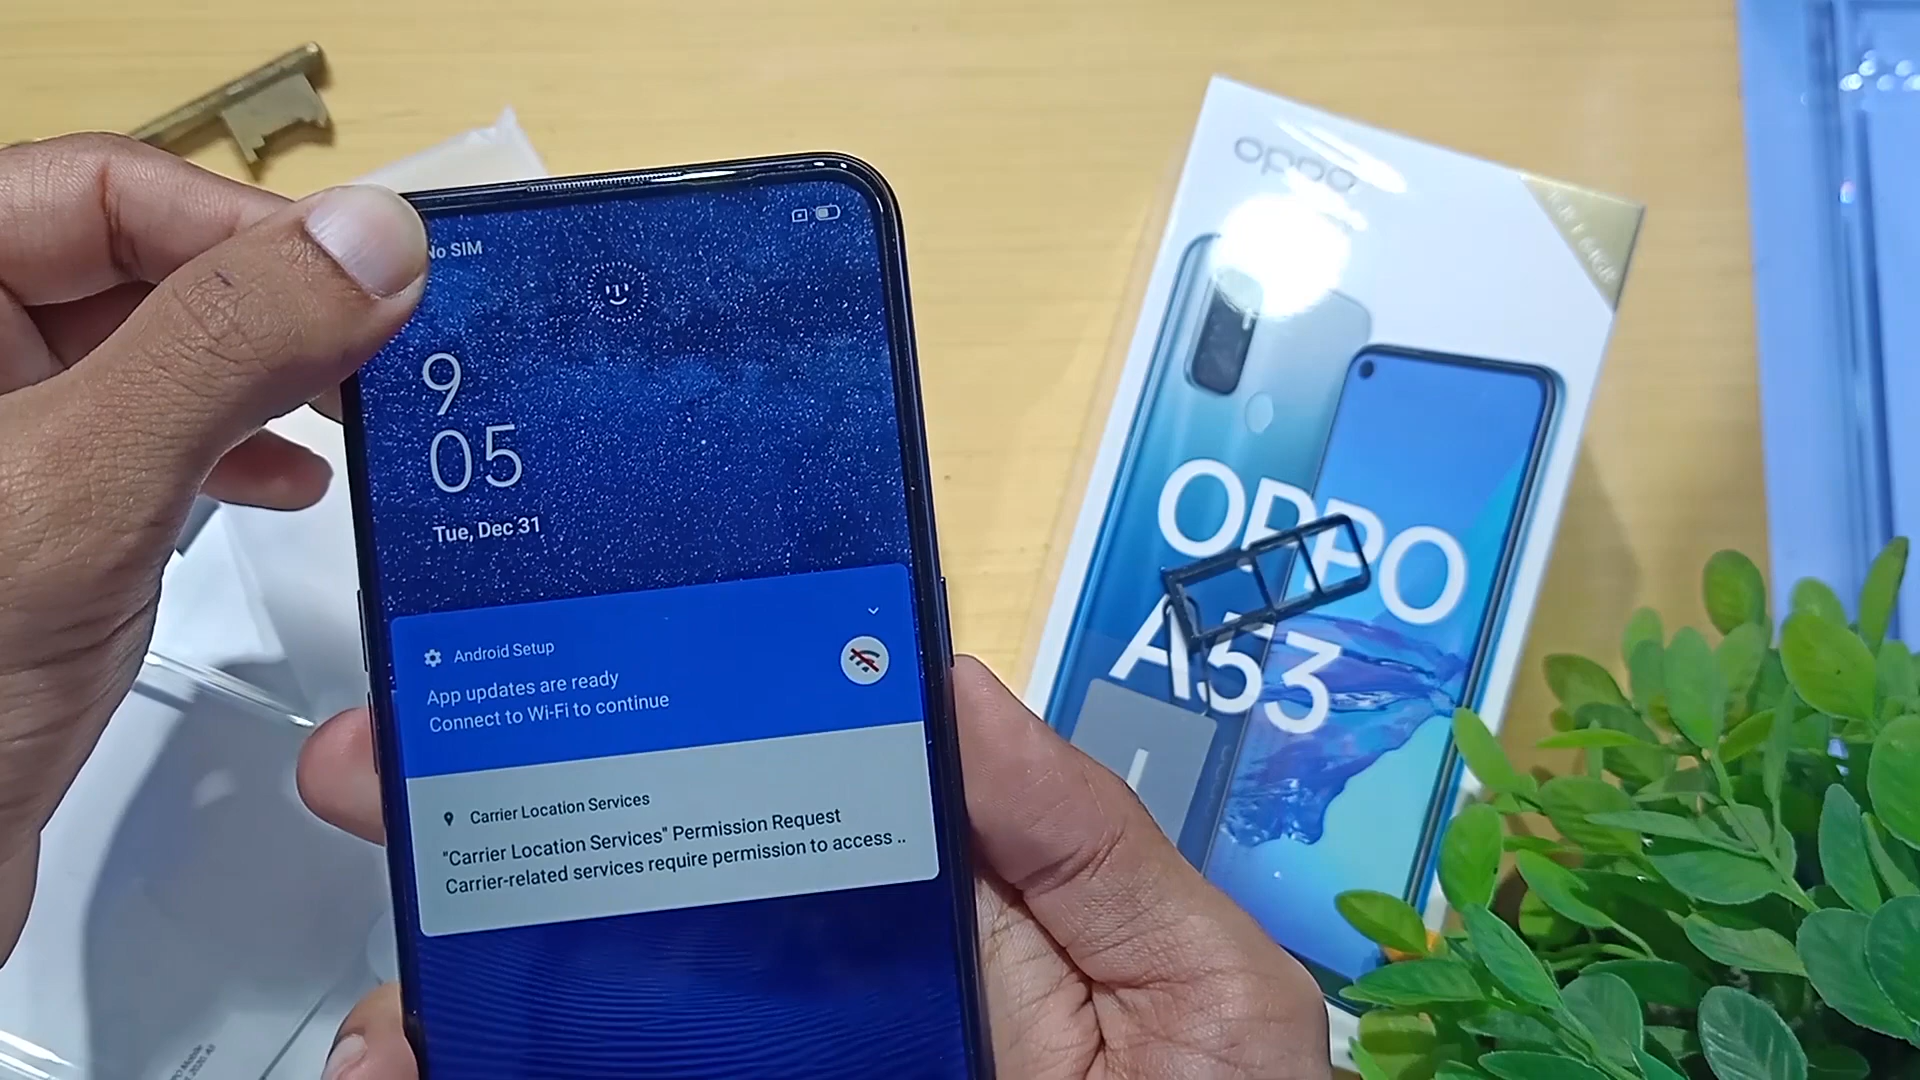 No SIM
9
05
Tue, Dec 31
Android Setup
App updates are ready
Connect to Wi-Fi to continue
Carrier Location Services
"Carrier Location Services" Permission Request
Carrier-related services require permission to access ..
oppo
OPPO
A53